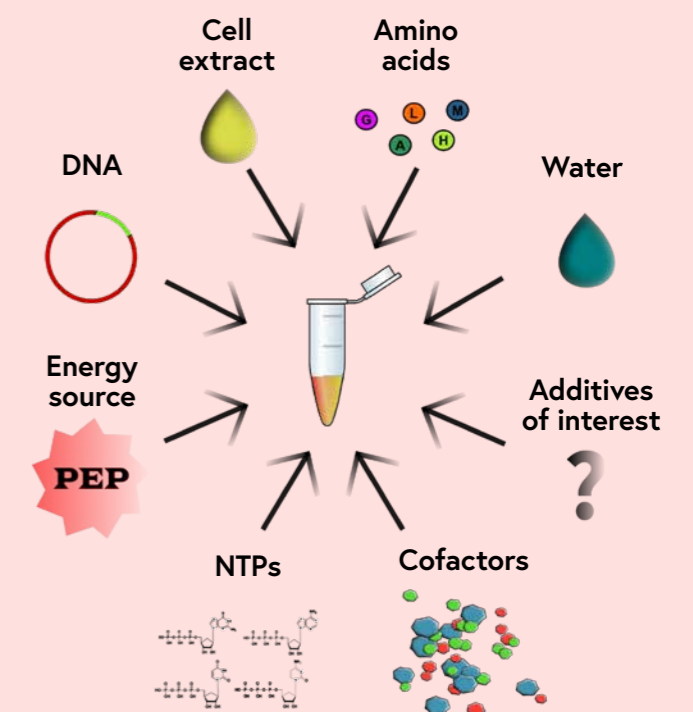 Cell
extract
Amino
acids
G
L
M
A
H
DNA
Water
Energy
source
PEP
Additives
of interest
?
NTPs
Cofactors